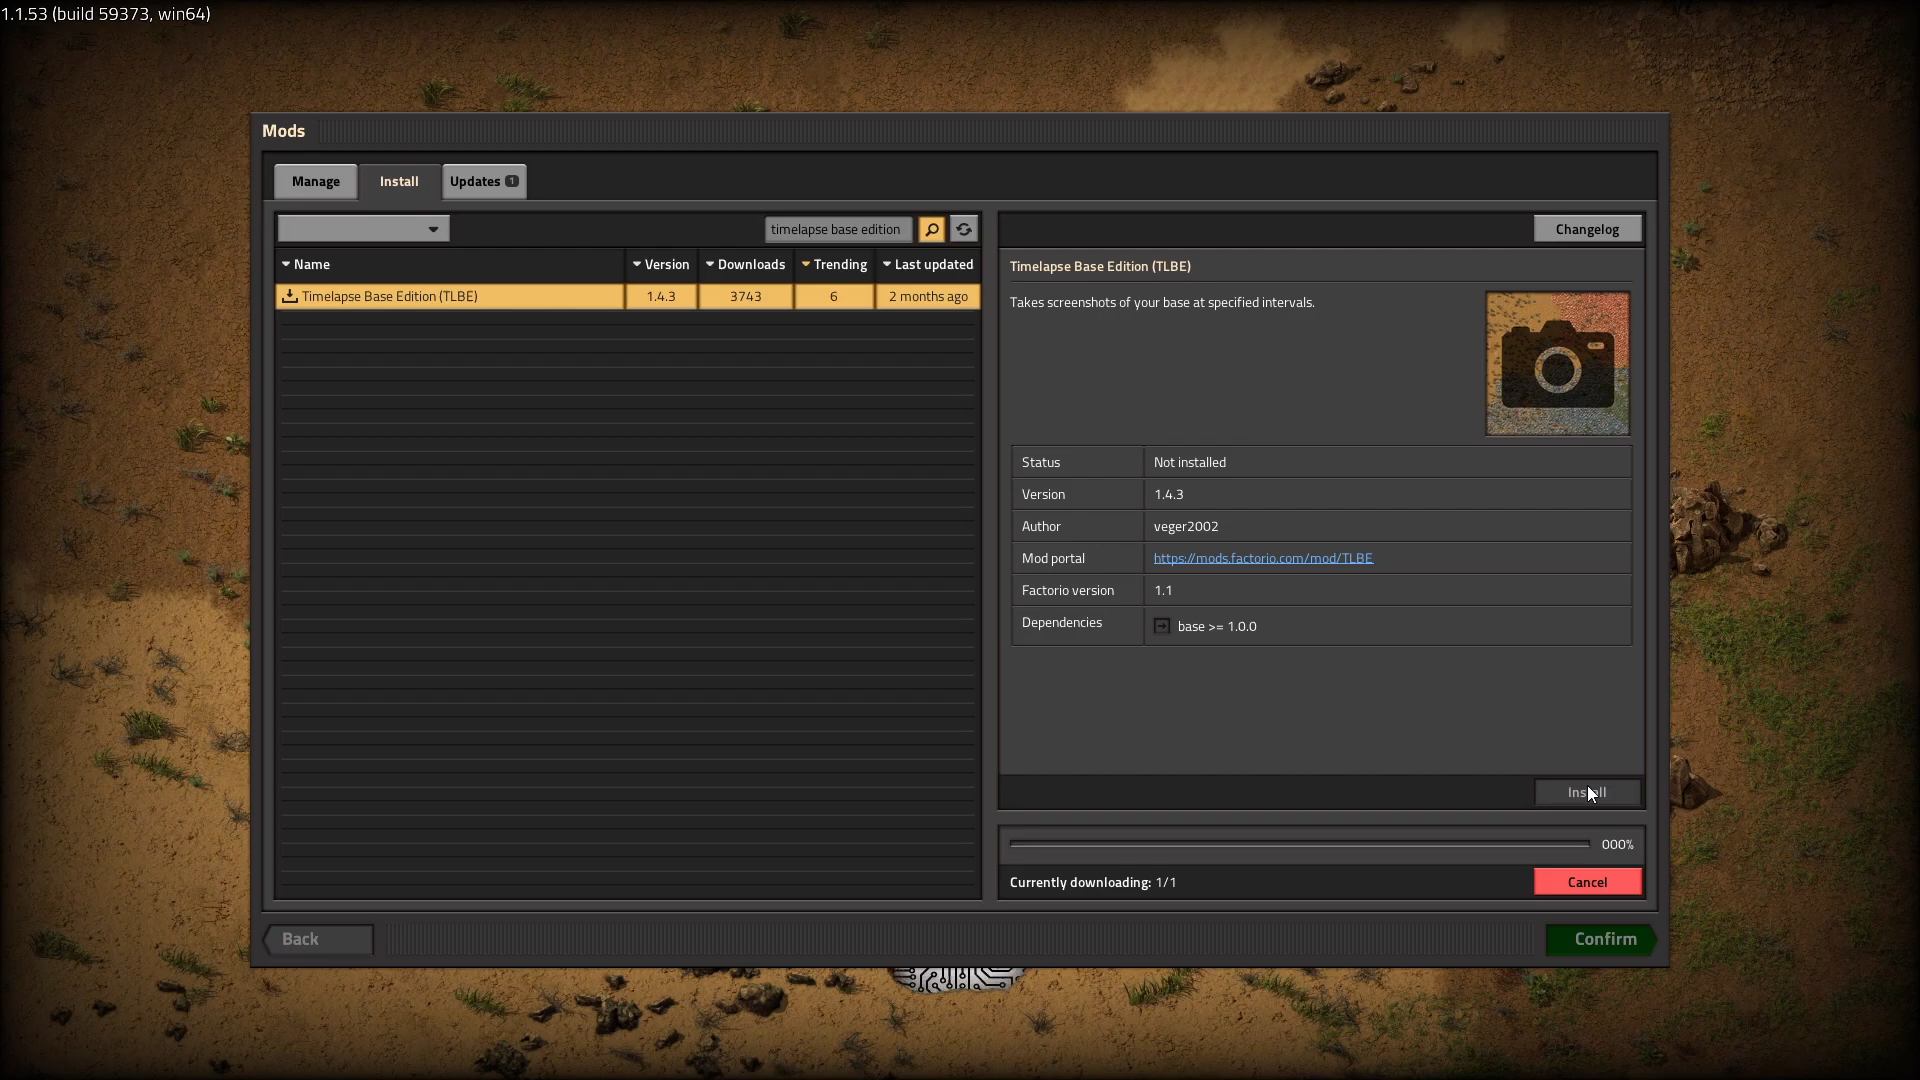 1.1.53 (build 59373, win64)
Mods
Manage
Install
Updates 1
timelapse base edition
Changelog
Name Version Downloads Trending Last updated
Timelapse Base Edition (TLBE) 1.4.3 3743 6 2 months ago
Timelapse Base Edition (TLBE)
Takes screenshots of your base at specified intervals.
Status Not installed
Version 1.4.3
Author veger2002
Mod portal https://mods.factorio.com/mod/TLBE
Factorio version 1.1
Dependencies base >= 1.0.0
Install
000%
Currently downloading: 1/1
Cancel
Back
Confirm